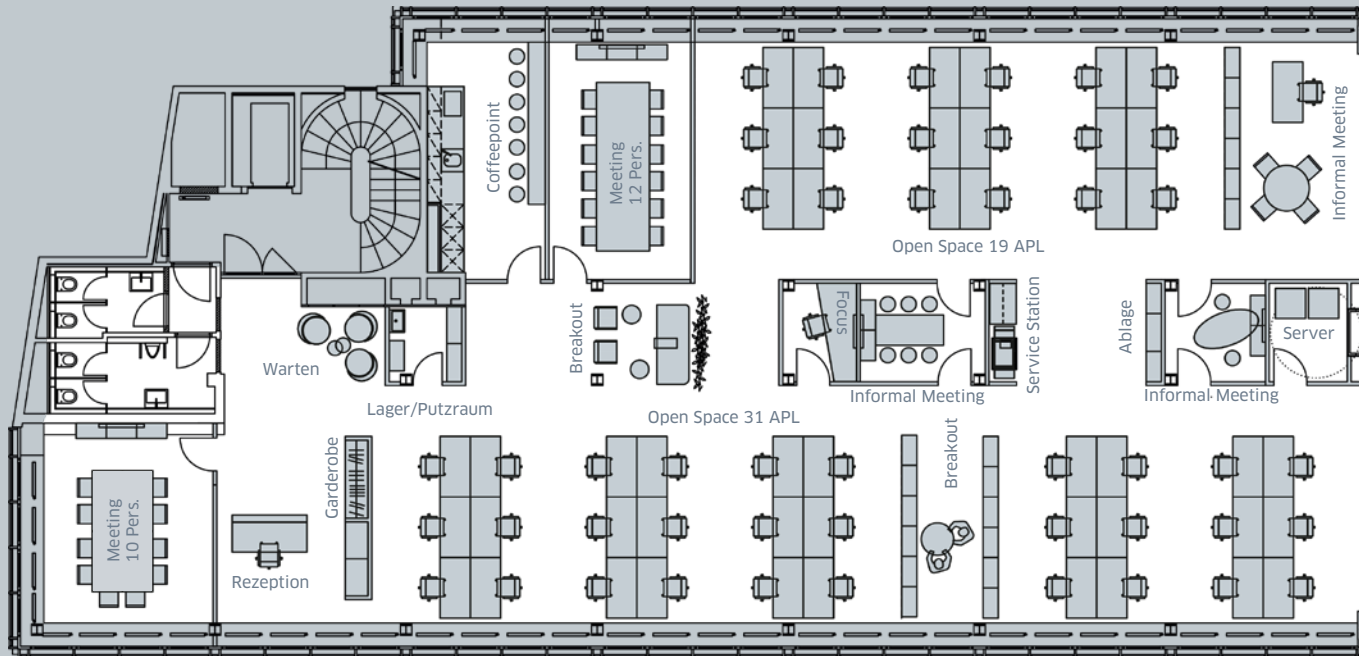 Coffeepoint
Meeting
12 Pers.
Informal Meeting
Open Space 19 APL
Warten
Breakout
Focus
Service Station
Ablage
Server
Lager/Putzraum
Informal Meeting
Informal Meeting
Open Space 31 APL
Garderobe
Breakout
Meeting
10 Pers.
Rezeption